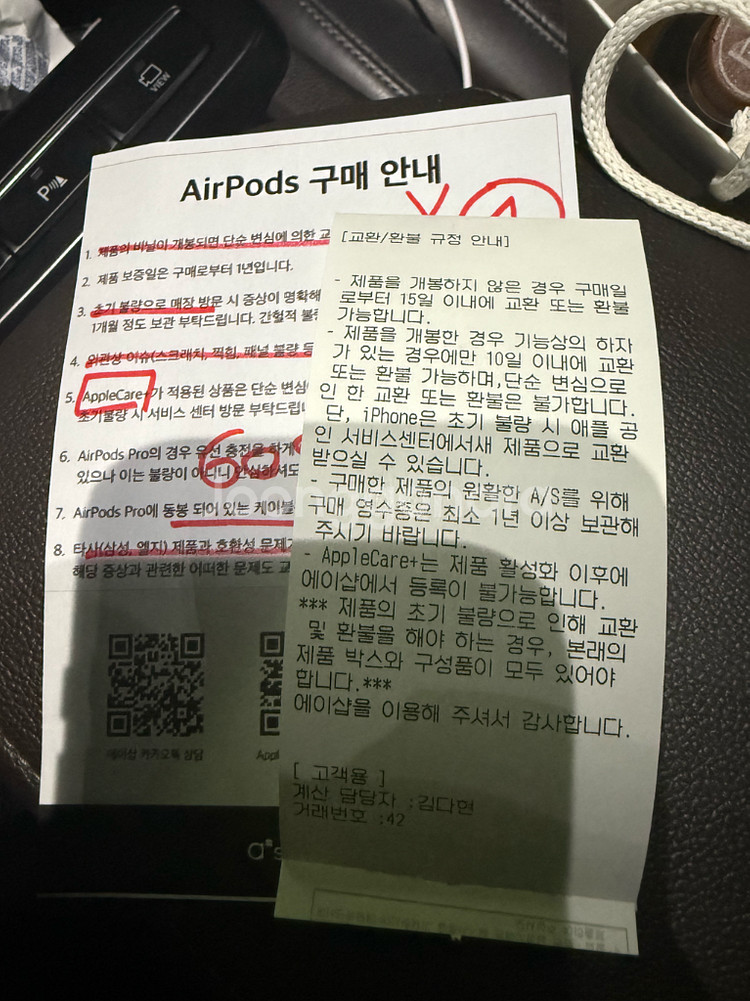 VIEW
P
AirPods 구매 안내
1. 제품의 비닐이 개봉되면 단순 변심에 의한 교
2. 제품 보증일은 구매로부터 1년입니다.
3. 초기 불량으로 매장 방문 시 증상이 명확해
1개월 정도 보관 부탁드립니다. 간헐적 불
4. 외관상 이슈(스크래치, 찍힘, 패널 불량 등
5. AppleCare+가 적용된 상품은 단순 변심
초기불량 시 서비스 센터 방문 부탁드립니
6. AirPods Pro의 경우 우선 충전을 하게
있으나 이는 불량이 아니니 안심하셔도
7. AirPods Pro에 동봉 되어 있는 케이블
8. 타사(삼성, 엘지) 제품과 호환성 문제가
해당 증상과 관련한 어떠한 문제도 교
에이샵 카카오톡 상담
Appl
a's
[교환/환불 규정 안내]
- 제품을 개봉하지 않은 경우 구매일
로부터 15일 이내에 교환 또는 환불
가능합니다.
- 제품을 개봉한 경우 기능상의 하자
가 있는 경우에만 10일 이내에 교환
또는 환불 가능하며,단순 변심으로
인 한 교환 또는 환불은 불가합니다.
단, iPhone은 초기 불량 시 애플 공
인 서비스센터에서새 제품으로 교환
받으실 수 있습니다.
- 구매한 제품의 원활한 A/S를 위해
구매 영수증은 최소 1년 이상 보관해
주시기 바랍니다.
- AppleCare+는 제품 활성화 이후에
에이샵에서 등록이 불가능합니다.
*** 제품의 초기 불량으로 인해 교환
및 환불을 해야 하는 경우, 본래의
제품 박스와 구성품이 모두 있어야
합니다.***
에이샵을 이용해 주셔서 감사합니다.
[ 고객용 ]
계산 담당자 :김다현
거래번호 :42